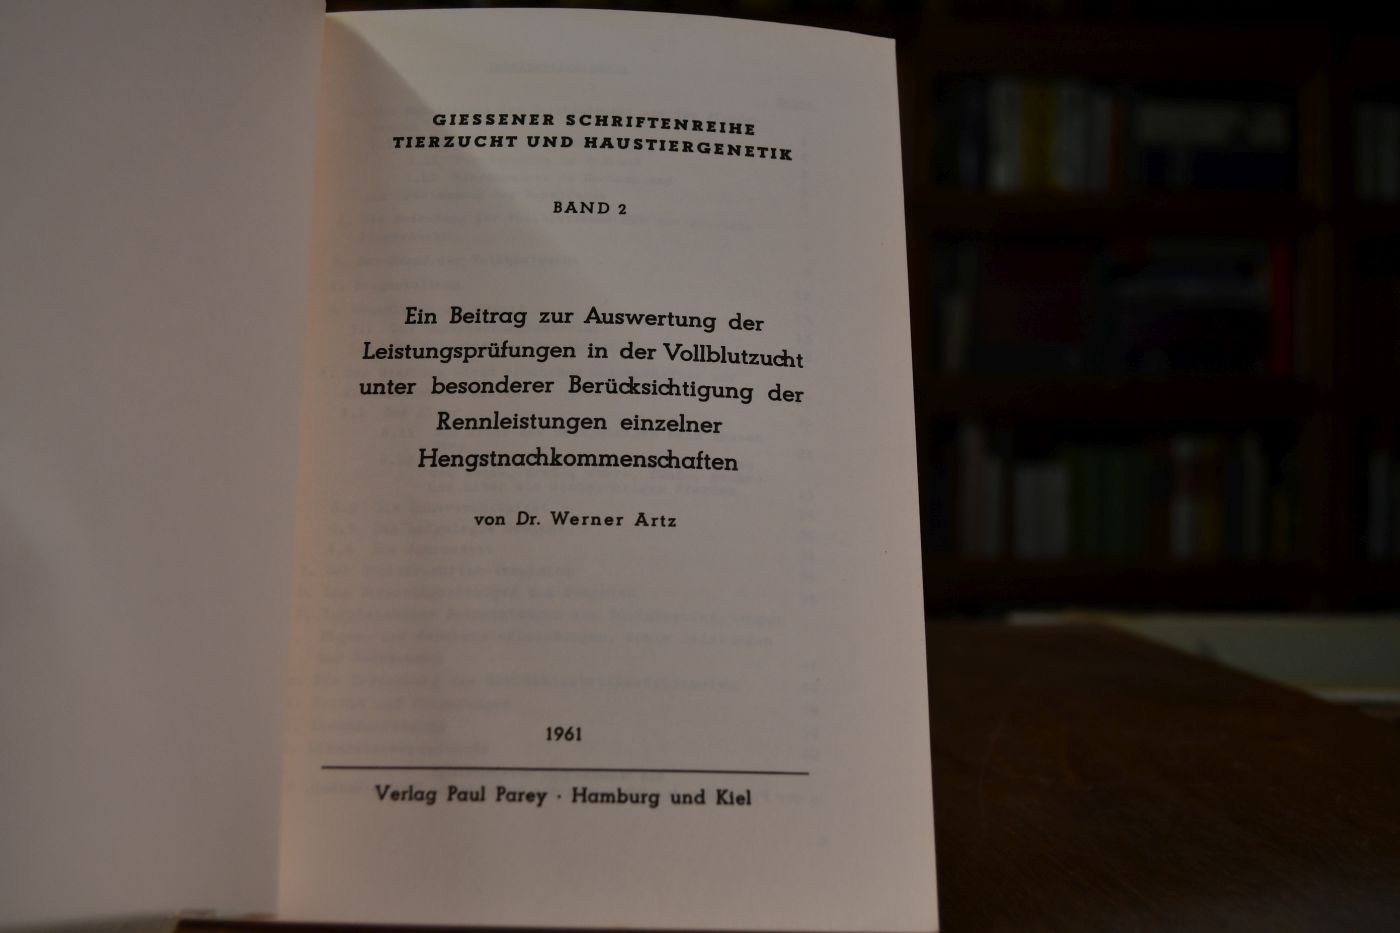 GIESSENER SCHRIFTENREIHE
TIERZUCHT UND HAUSTIERGENETIK
BAND 2
Ein Beitrag zur Auswertung der
Leistungsprüfungen in der Vollblutzucht
unter besonderer Berücksichtigung der
Rennleistungen einzelner
Hengstnachkommenschaften
von Dr. Werner Artz
1961
Verlag Paul Parey · Hamburg und Kiel